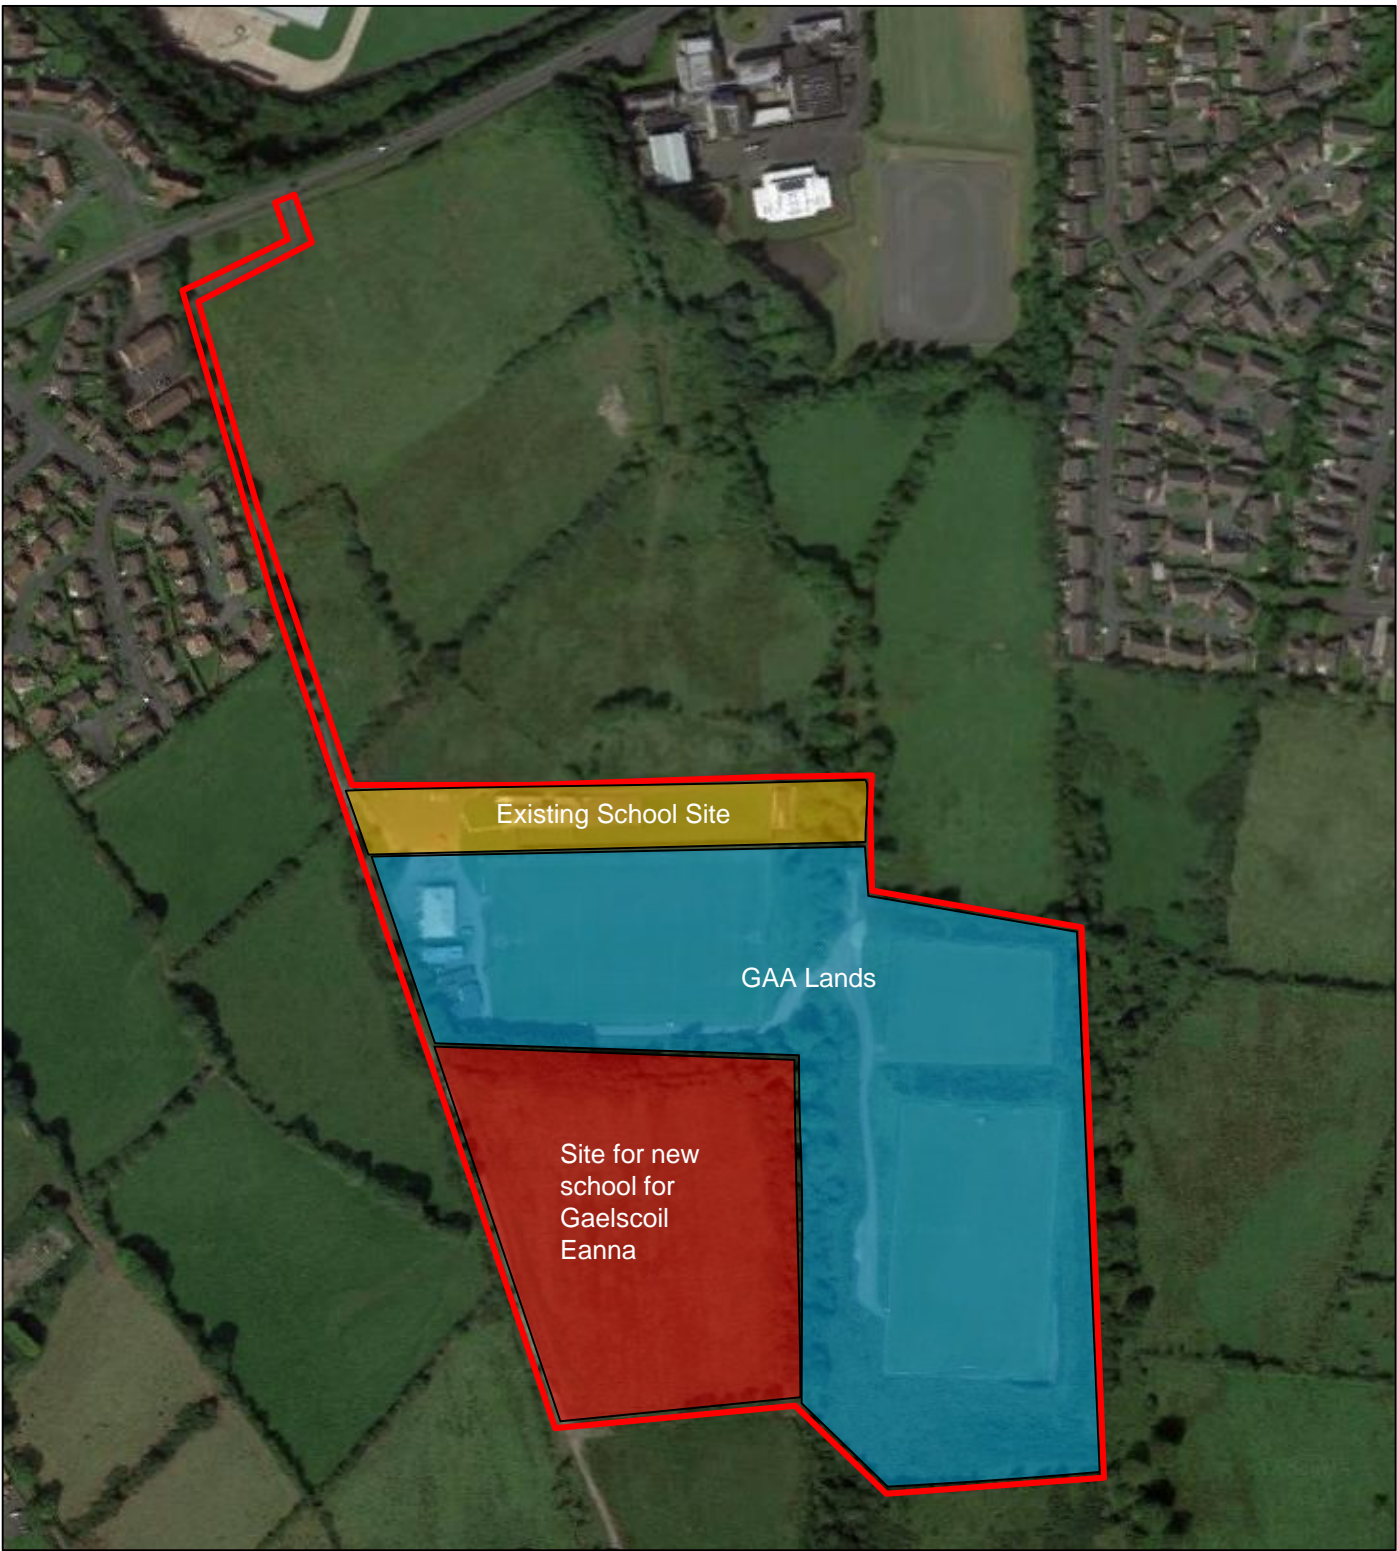 Existing School Site
GAA Lands
Site for new
school for
Gaelscoil
Eanna